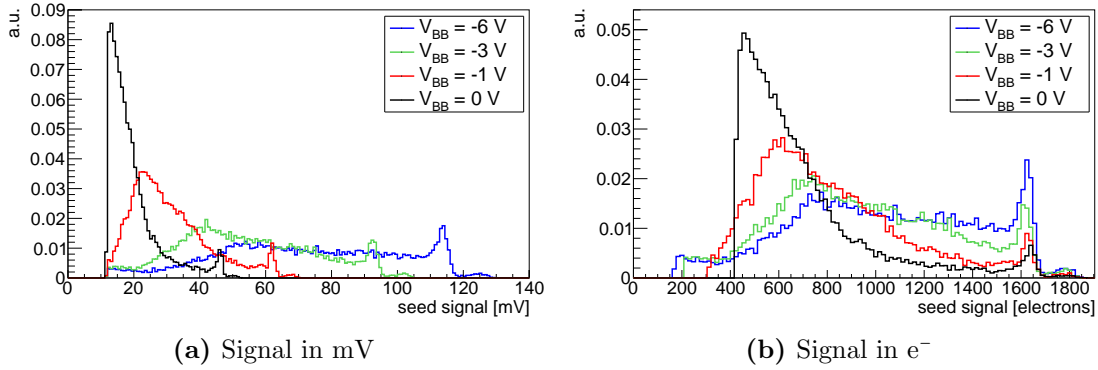 a.u.
0.09
0.08
0.07
0.06
0.05
0.04
0.03
0.02
0.01
0
0 20 40 60 80 100 120 140
seed signal [mV]
V_BB = -6 V
V_BB = -3 V
V_BB = -1 V
V_BB = 0 V
(a) Signal in mV
a.u.
0.05
0.04
0.03
0.02
0.01
0
0 200 400 600 800 1000 1200 1400 1600 1800
seed signal [electrons]
V_BB = -6 V
V_BB = -3 V
V_BB = -1 V
V_BB = 0 V
(b) Signal in e⁻